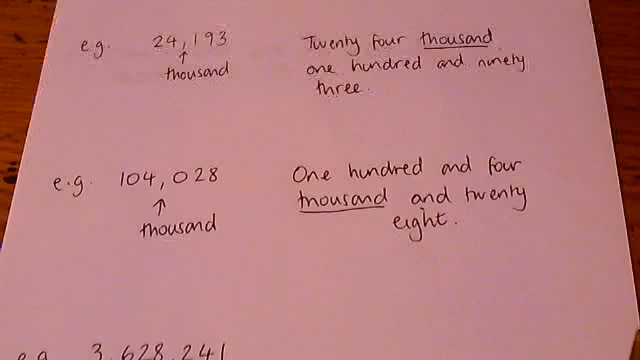 e.g. 24,193 Twenty four thousand
↑ one hundred and ninety
thousand three.
e.g. 104,028 One hundred and four
↑ thousand and twenty
thousand eight.
e.g. 3,628,241